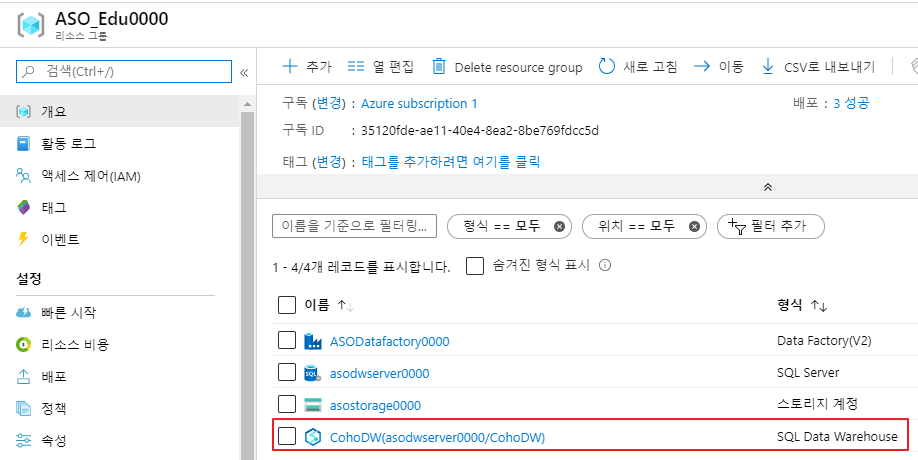 ASO_Edu0000
리소스 그룹
검색(Ctrl+/)
«
개요
활동 로그
액세스 제어(IAM)
태그
이벤트
설정
빠른 시작
리소스 비용
배포
정책
속성
추가 열 편집 Delete resource group 새로 고침 이동 CSV로 내보내기
구독 (변경) : Azure subscription 1 배포 : 3 성공
구독 ID : 35120fde-ae11-40e4-8ea2-8be769fdcc5d
태그 (변경) : 태그를 추가하려면 여기를 클릭
이름을 기준으로 필터링... 형식 == 모두 위치 == 모두 필터 추가
1 - 4/4개 레코드를 표시합니다. 숨겨진 형식 표시
이름 ↑↓ 형식 ↑↓
ASODatafactory0000 Data Factory(V2)
asodwserver0000 SQL Server
asostorage0000 스토리지 계정
CohoDW(asodwserver0000/CohoDW) SQL Data Warehouse